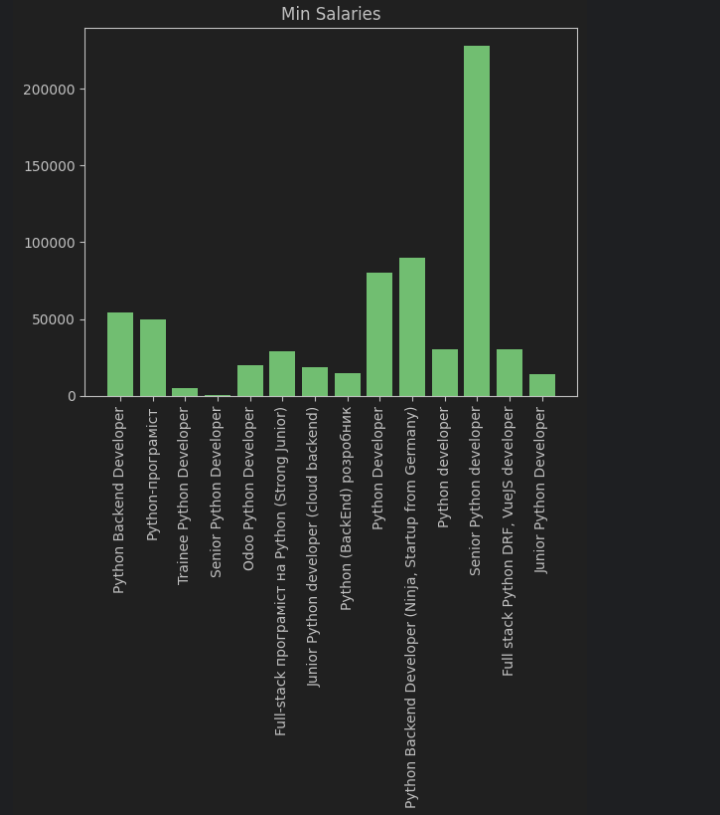 Min Salaries
200000
150000
100000
50000
0
Python Backend Developer
Python-програміст
Trainee Python Developer
Senior Python Developer
Odoo Python Developer
Full-stack програміст на Python (Strong Junior)
Junior Python developer (cloud backend)
Python (BackEnd) розробник
Python Developer
Python Backend Developer (Ninja, Startup from Germany)
Python developer
Senior Python developer
Full stack Python DRF, VueJS developer
Junior Python Developer